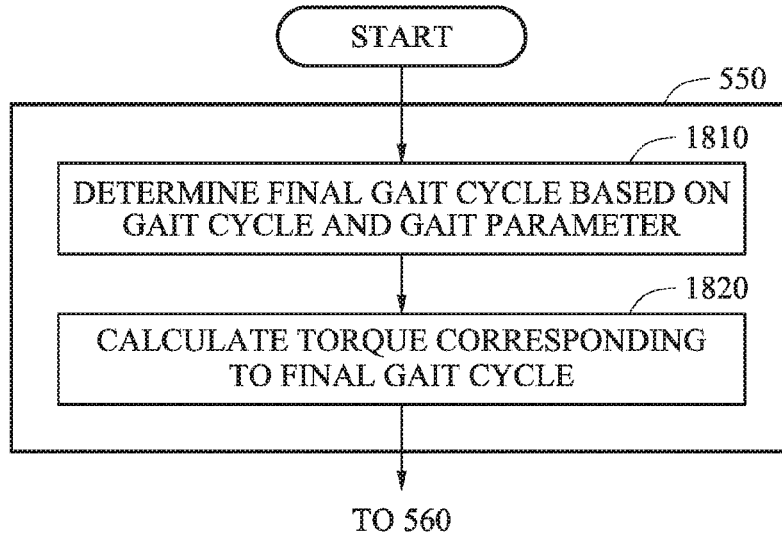 START
550
1810
DETERMINE FINAL GAIT CYCLE BASED ON
GAIT CYCLE AND GAIT PARAMETER
1820
CALCULATE TORQUE CORRESPONDING
TO FINAL GAIT CYCLE
TO 560